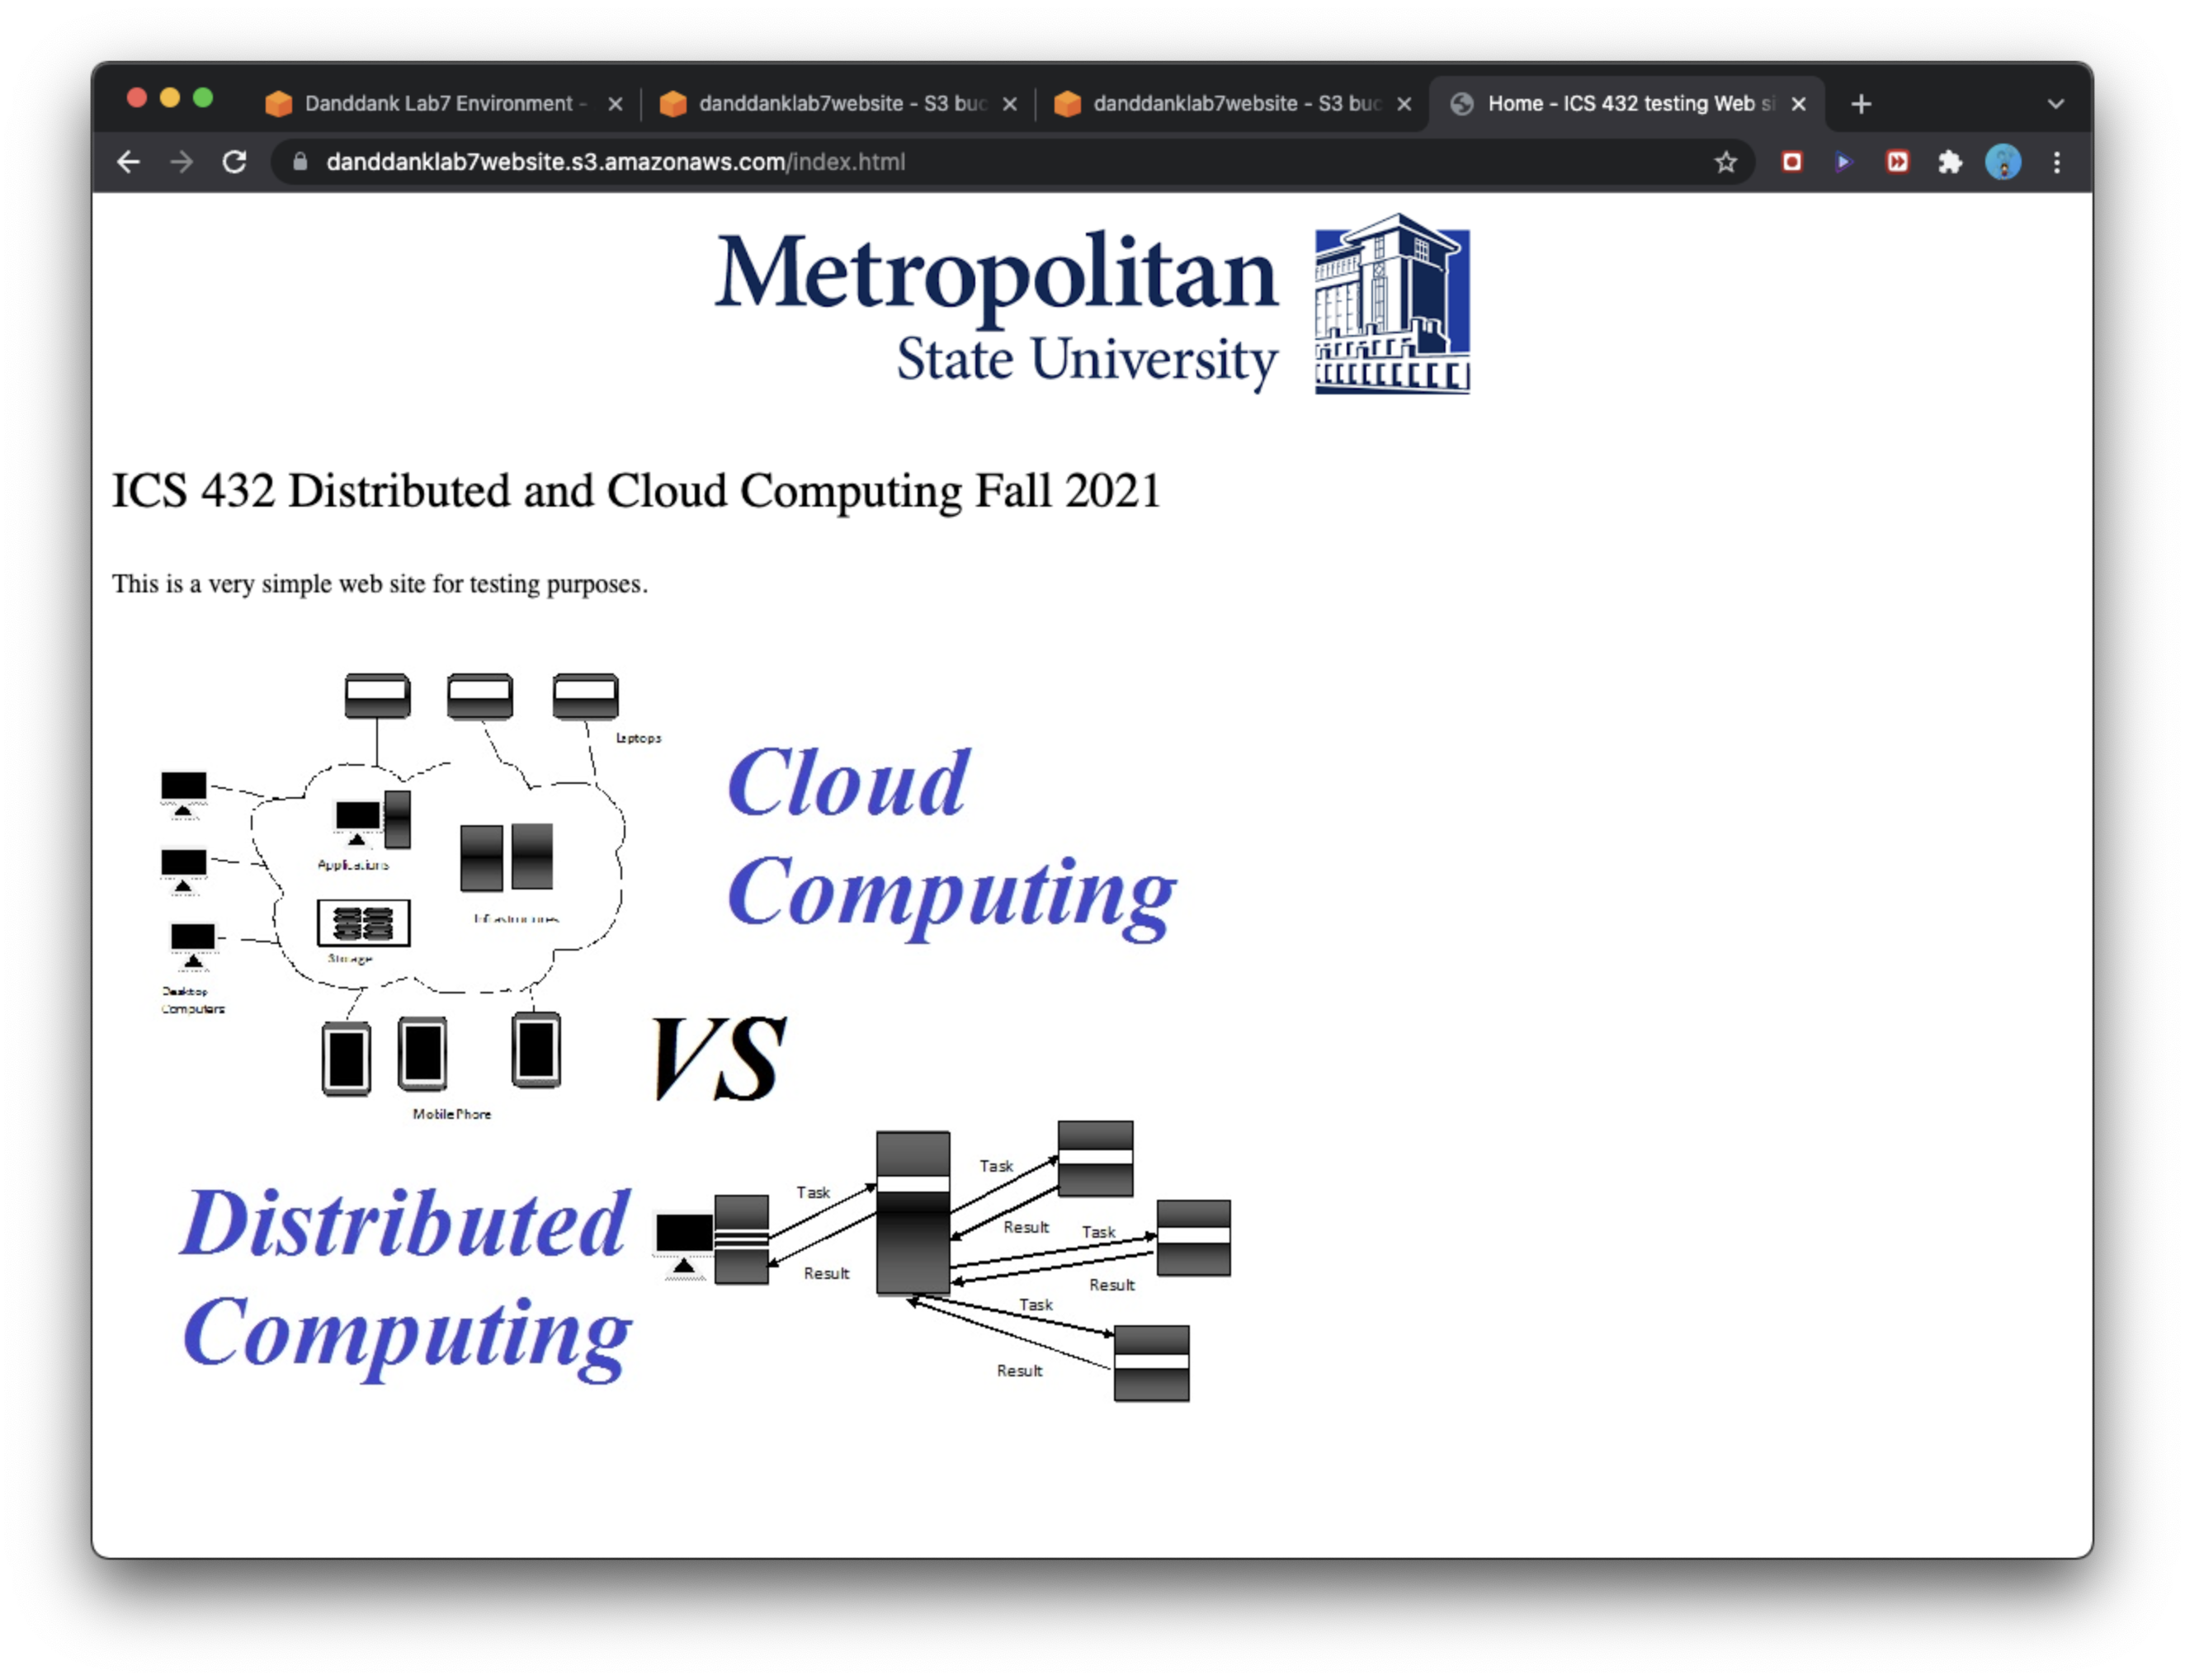 Danddank Lab7 Environment -
danddanklab7website - S3 buc
danddanklab7website - S3 buc
Home - ICS 432 testing Web si
danddanklab7website.s3.amazonaws.com/index.html
Metropolitan
State University
ICS 432 Distributed and Cloud Computing Fall 2021
This is a very simple web site for testing purposes.
Laptops
Cloud
Computing
Applications
Storage
Desktop
Computers
VS
Mobile Phone
Distributed
Computing
Task
Result
Task
Result
Task
Result
Task
Result